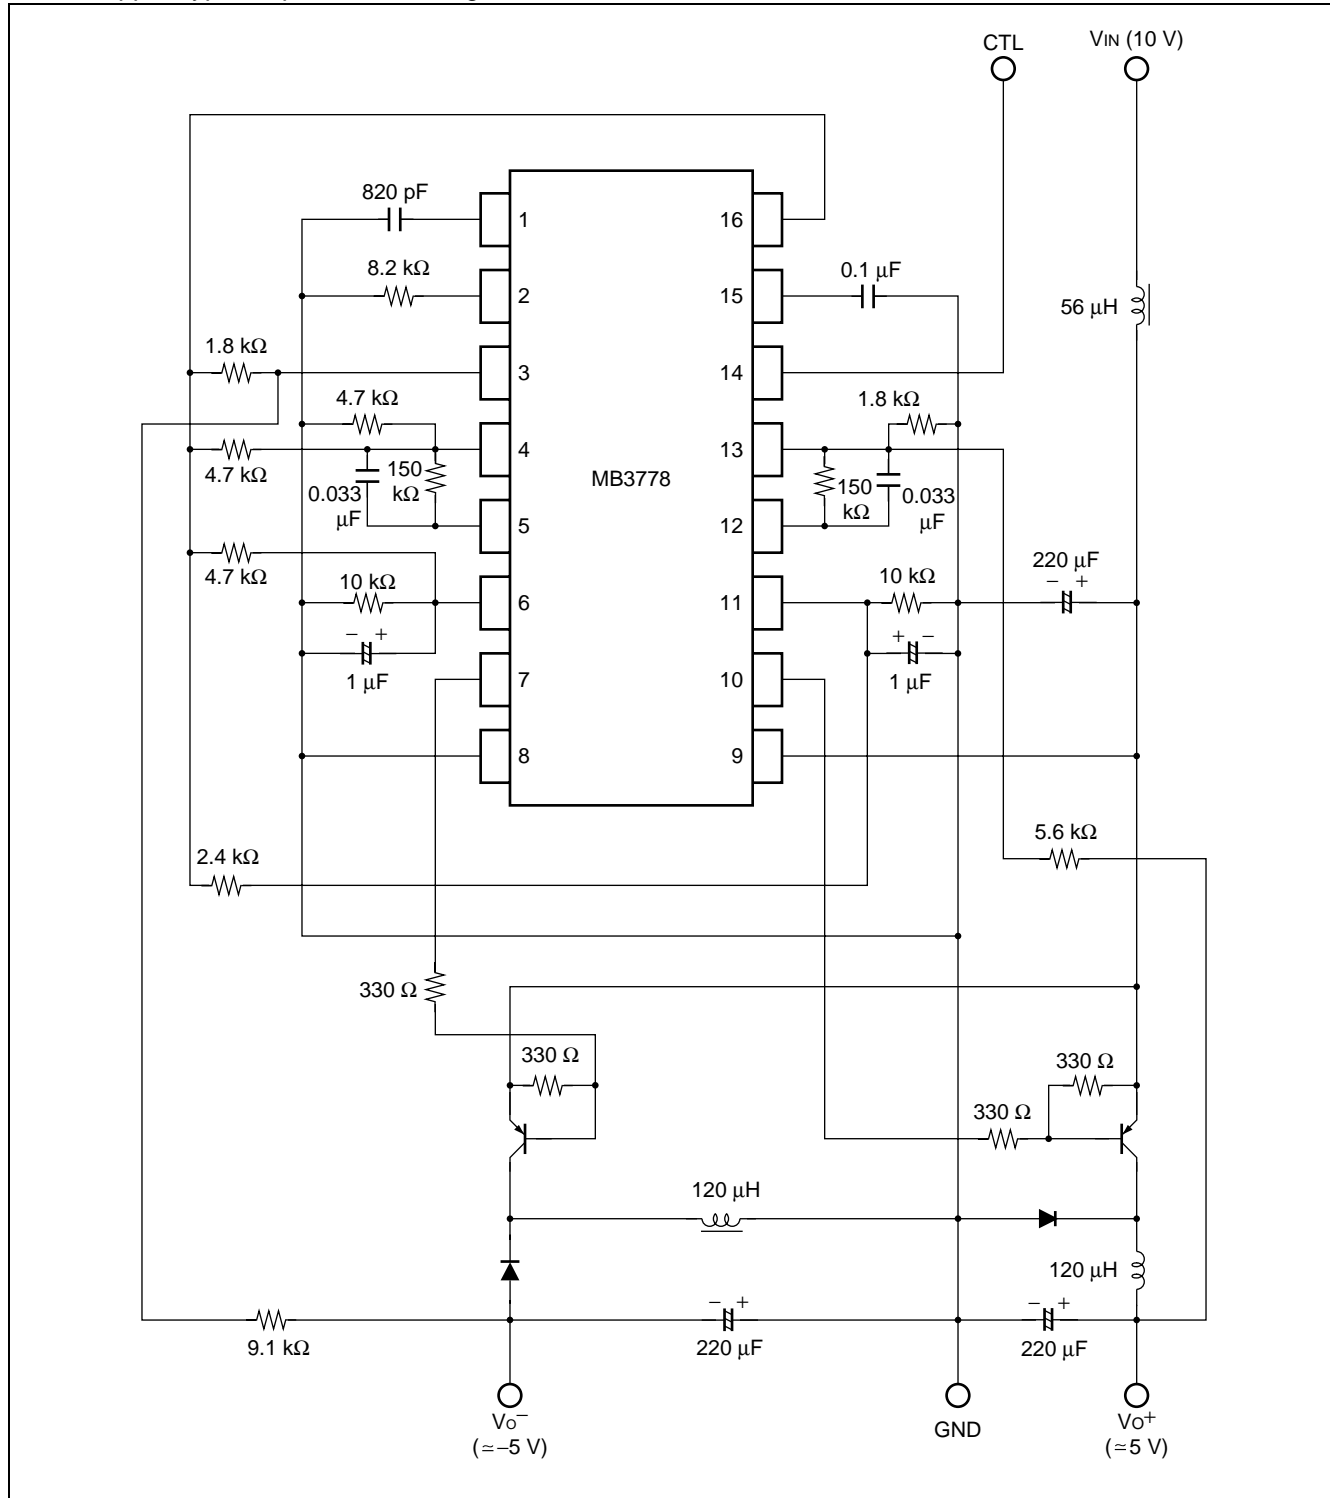 CTL
VIN (10 V)
820 pF
1
16
8.2 kΩ
0.1 µF
2
15
56 µH
1.8 kΩ
3
14
4.7 kΩ
1.8 kΩ
4
13
4.7 kΩ
150
kΩ
0.033
µF
MB3778
150
kΩ
0.033
µF
5
12
4.7 kΩ
220 µF
− +
10 kΩ
10 kΩ
6
11
− +
1 µF
+ −
1 µF
7
10
8
9
5.6 kΩ
2.4 kΩ
330 Ω
330 Ω
330 Ω
330 Ω
120 µH
120 µH
− +
− +
9.1 kΩ
220 µF
220 µF
VO−
(≃−5 V)
GND
VO+
(≃5 V)